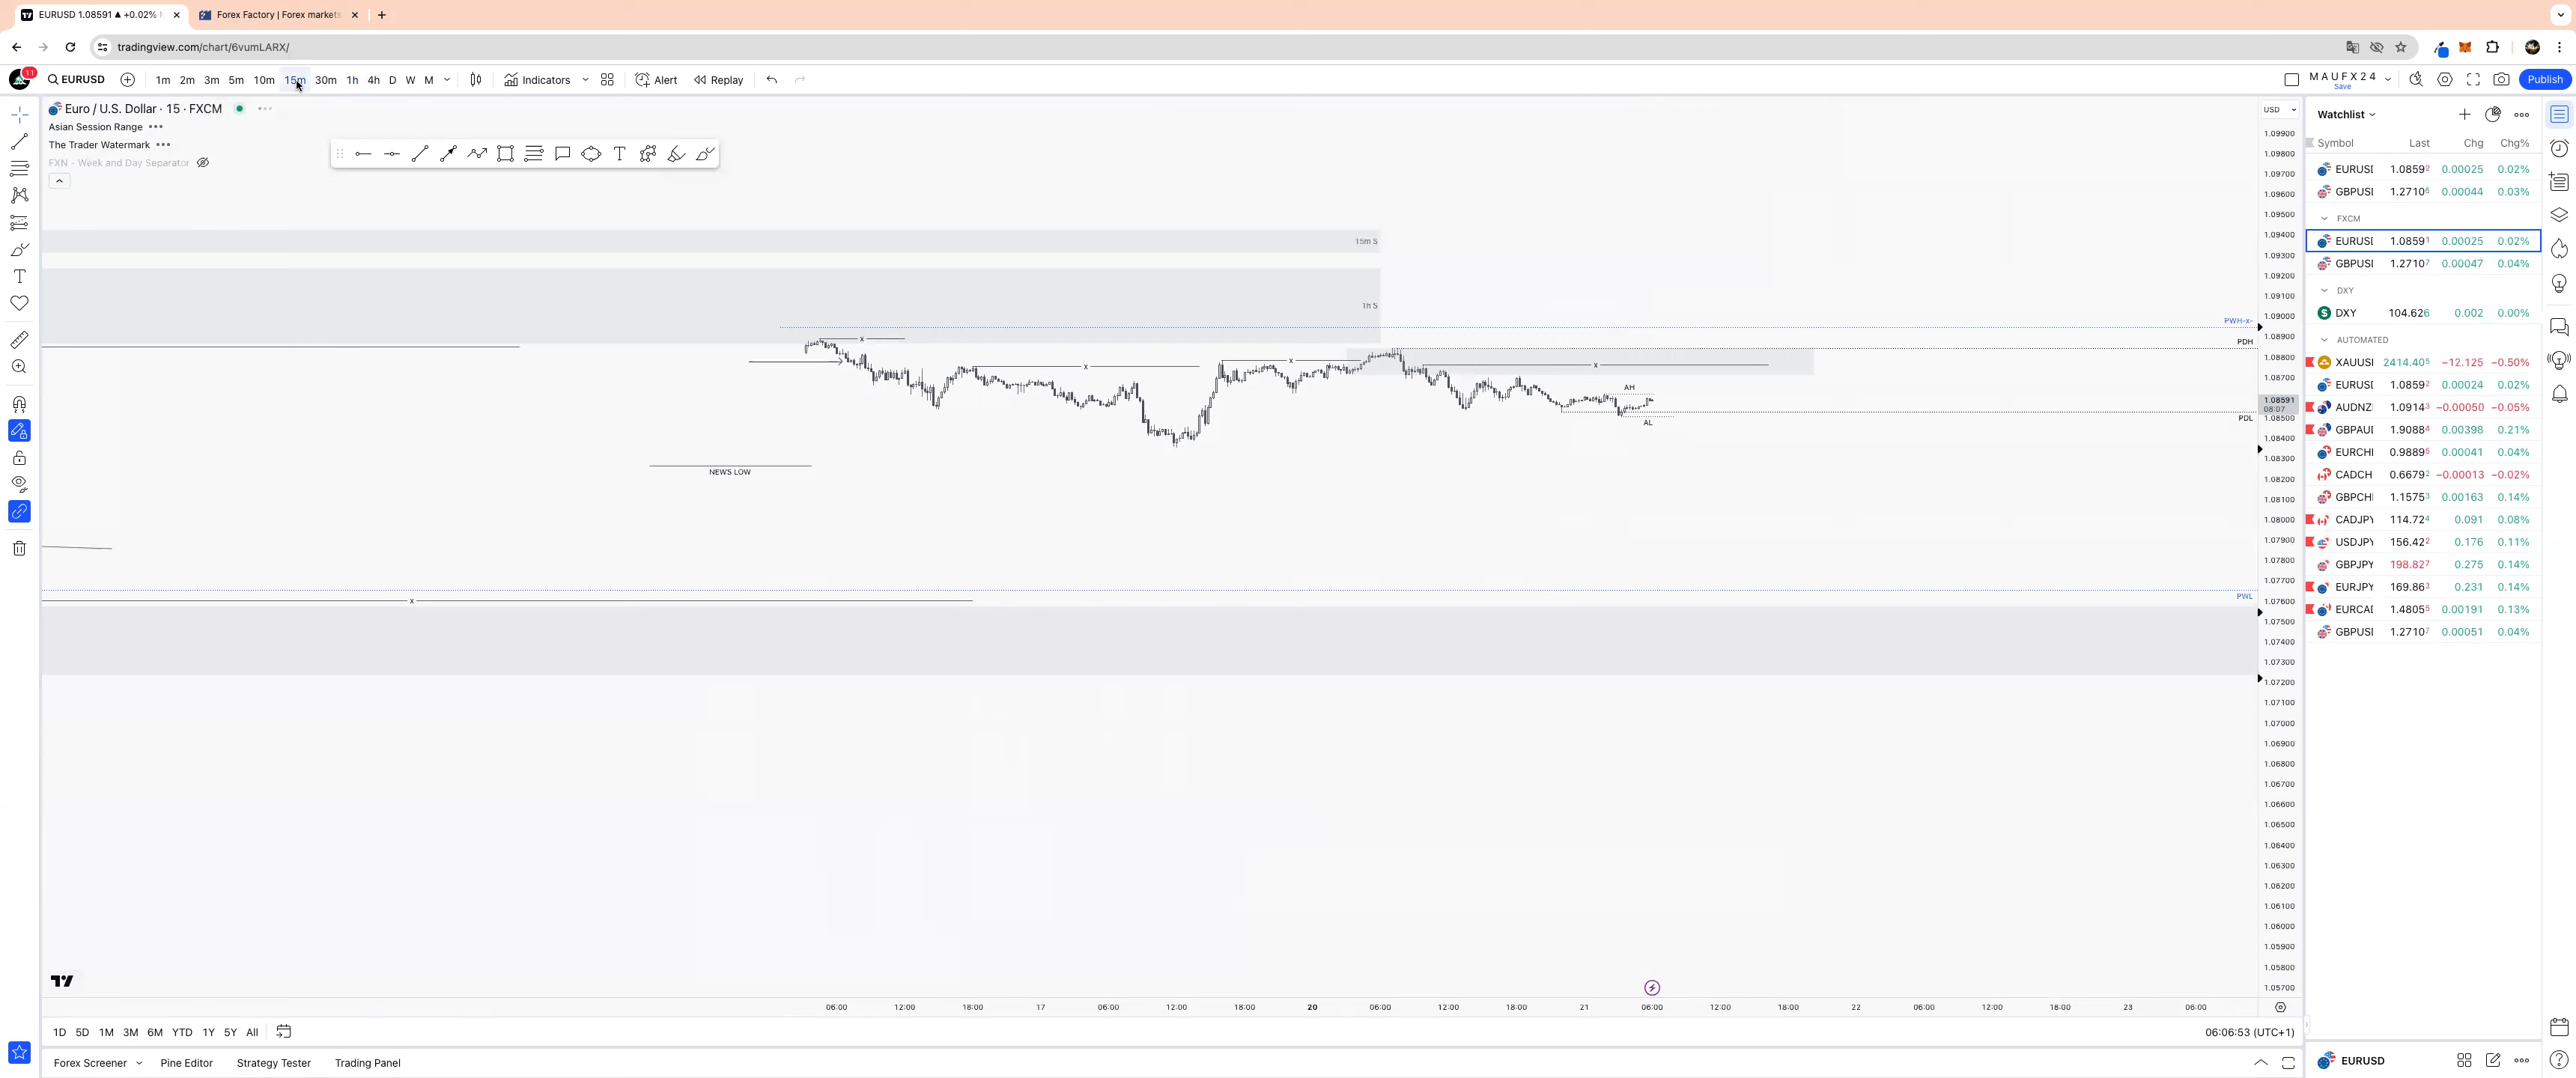 EURUSD 1.08591 ▲ +0.02%
Forex Factory | Forex markets
tradingview.com/chart/6vumLARX/
11
EURUSD
1m 2m 3m 5m 10m 15m 30m 1h 4h D W M
Indicators
Alert
Replay
MAUFX24
Save
Publish
Euro / U.S. Dollar · 15 · FXCM
Asian Session Range
The Trader Watermark
FXN - Week and Day Separator
15m S
1h S
x
x
x
x
x
PWH-x-
PDH
AH
AL
PDL
NEWS LOW
PWL
USD
1.09900
1.09800
1.09700
1.09600
1.09500
1.09400
1.09300
1.09200
1.09100
1.09000
1.08900
1.08800
1.08700
1.08591
08:07
1.08500
1.08400
1.08300
1.08200
1.08100
1.08000
1.07900
1.07800
1.07700
1.07600
1.07500
1.07400
1.07300
1.07200
1.07100
1.07000
1.06900
1.06800
1.06700
1.06600
1.06500
1.06400
1.06300
1.06200
1.06100
1.06000
1.05900
1.05800
1.05700
06:00 12:00 18:00 17 06:00 12:00 18:00 20 06:00 12:00 18:00 21 06:00 12:00 18:00 22 06:00 12:00 18:00 23 06:00
1D 5D 1M 3M 6M YTD 1Y 5Y All
06:06:53 (UTC+1)
Forex Screener Pine Editor Strategy Tester Trading Panel
Watchlist
Symbol Last Chg Chg%
EURUSD 1.08592 0.00025 0.02%
GBPUSD 1.27106 0.00044 0.03%
FXCM
EURUSD 1.08591 0.00025 0.02%
GBPUSD 1.27107 0.00047 0.04%
DXY
DXY 104.626 0.002 0.00%
AUTOMATED
XAUUSD 2414.405 −12.125 −0.50%
EURUSD 1.08592 0.00024 0.02%
AUDNZ 1.09143 −0.00050 −0.05%
GBPAU 1.90884 0.00398 0.21%
EURCH 0.98896 0.00041 0.04%
CADCH 0.66792 −0.00013 −0.02%
GBPCH 1.15753 0.00163 0.14%
CADJPY 114.724 0.091 0.08%
USDJPY 156.422 0.176 0.11%
GBPJPY 198.827 0.275 0.14%
EURJPY 169.863 0.231 0.14%
EURCAD 1.48055 0.00191 0.13%
GBPUSD 1.27107 0.00051 0.04%
EURUSD